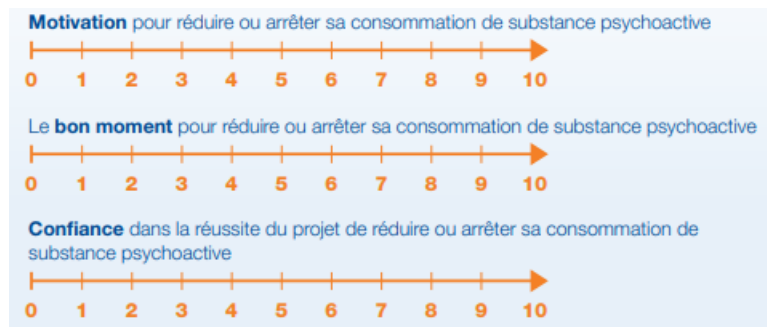 Motivation pour réduire ou arrêter sa consommation de substance psychoactive
0 1 2 3 4 5 6 7 8 9 10
Le bon moment pour réduire ou arrêter sa consommation de substance psychoactive
0 1 2 3 4 5 6 7 8 9 10
Confiance dans la réussite du projet de réduire ou arrêter sa consommation de
substance psychoactive
0 1 2 3 4 5 6 7 8 9 10